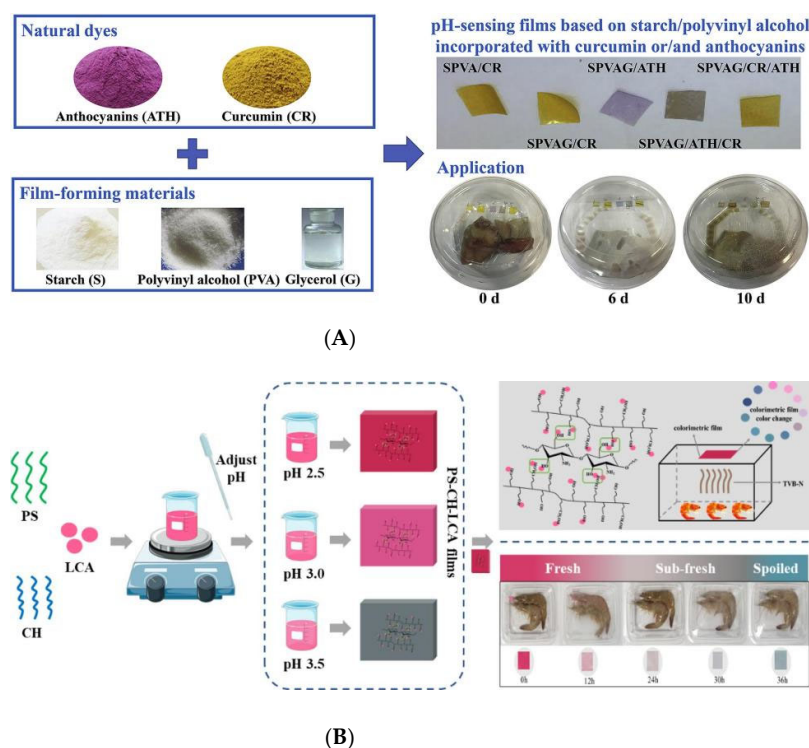 Natural dyes
Anthocyanins (ATH)
Curcumin (CR)
Film-forming materials
Starch (S)
Polyvinyl alcohol (PVA)
Glycerol (G)
pH-sensing films based on starch/polyvinyl alcohol
incorporated with curcumin or/and anthocyanins
SPVA/CR
SPVAG/ATH
SPVAG/CR/ATH
SPVAG/CR
SPVAG/ATH/CR
Application
0 d
6 d
10 d
(A)
PS
LCA
CH
Adjust
pH
pH 2.5
pH 3.0
pH 3.5
PS-CH-LCA films
colorimetric film
colorimetric film
color change
TVB-N
Fresh
Sub-fresh
Spoiled
0h
12h
24h
30h
36h
(B)